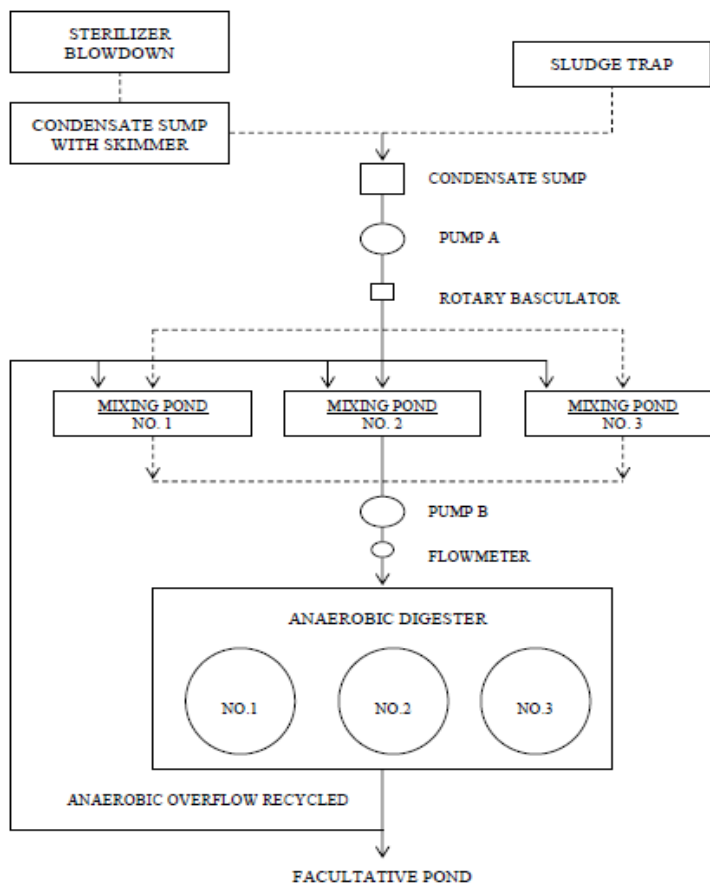 STERILIZER
BLOWDOWN
SLUDGE TRAP
CONDENSATE SUMP
WITH SKIMMER
CONDENSATE SUMP
PUMP A
ROTARY BASCULATOR
MIXING POND
NO. 1
MIXING POND
NO. 2
MIXING POND
NO. 3
PUMP B
FLOWMETER
ANAEROBIC DIGESTER
NO.1
NO.2
NO.3
ANAEROBIC OVERFLOW RECYCLED
FACULTATIVE POND